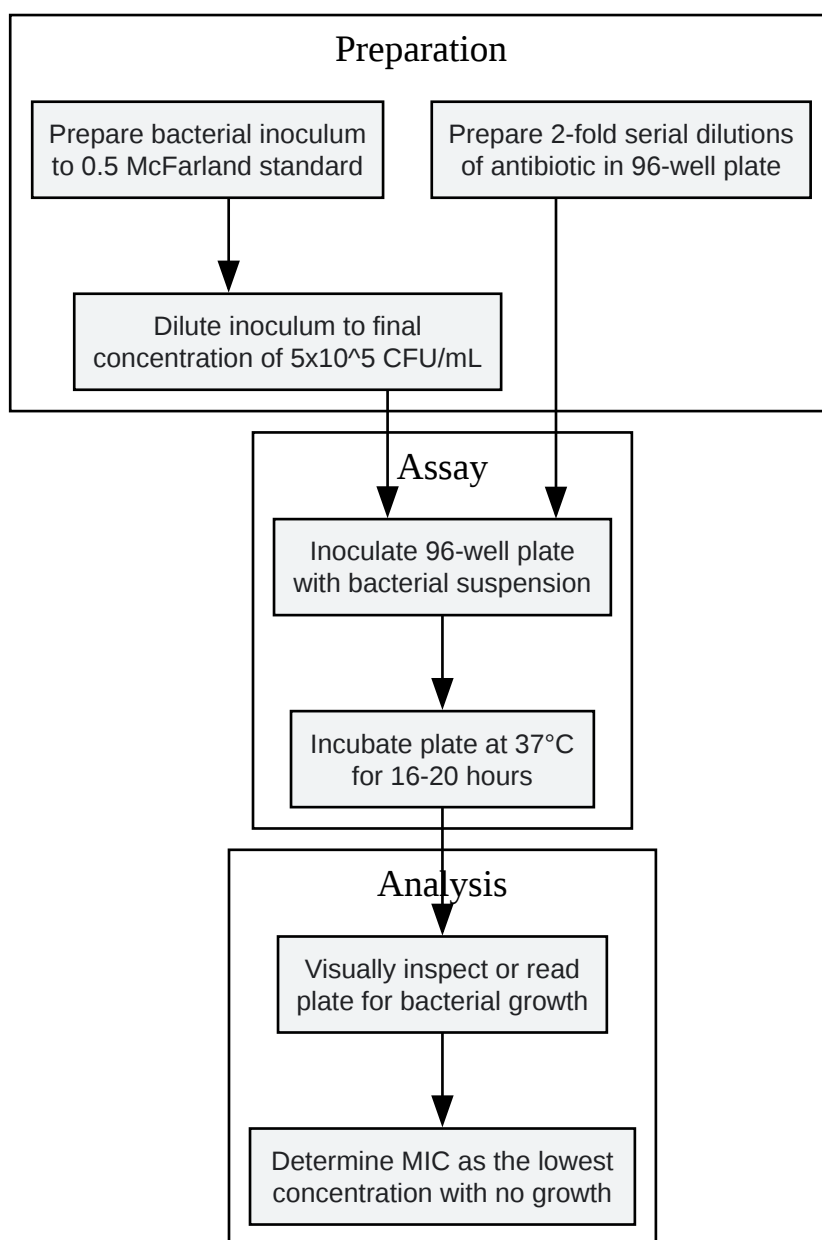 Preparation
Prepare bacterial inoculum
to 0.5 McFarland standard
Prepare 2-fold serial dilutions
of antibiotic in 96-well plate
Dilute inoculum to final
concentration of 5x10^5 CFU/mL
Assay
Inoculate 96-well plate
with bacterial suspension
Incubate plate at 37°C
for 16-20 hours
Analysis
Visually inspect or read
plate for bacterial growth
Determine MIC as the lowest
concentration with no growth